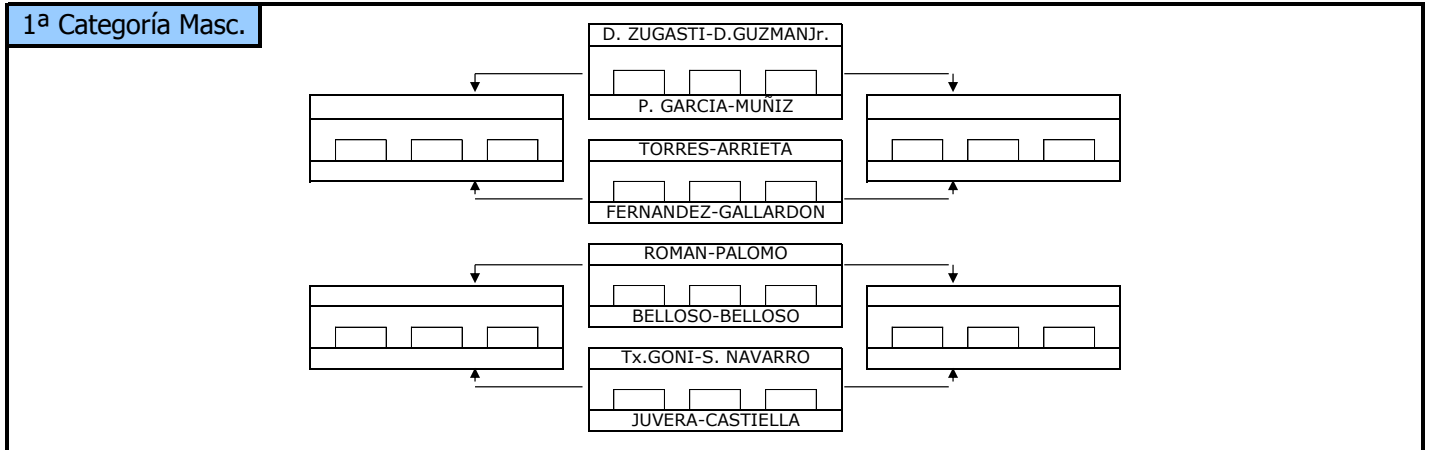 1ª Categoría Masc.
D. ZUGASTI-D.GUZMANJr.
P. GARCIA-MUÑIZ
TORRES-ARRIETA
FERNANDEZ-GALLARDON
ROMAN-PALOMO
BELLOSO-BELLOSO
Tx.GONI-S. NAVARRO
JUVERA-CASTIELLA